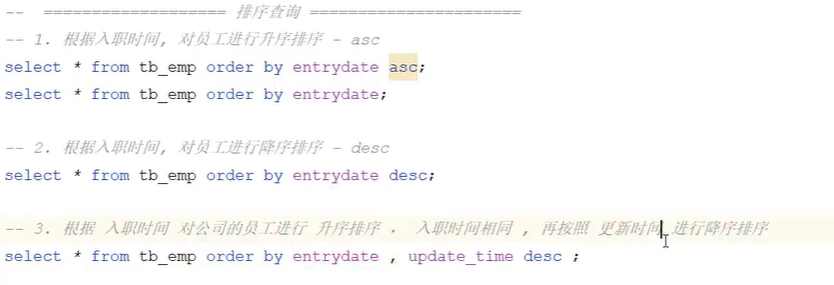 -- =================== 排序查询 ======================
-- 1. 根据入职时间, 对员工进行升序排序 - asc
select * from tb_emp order by entrydate asc;
select * from tb_emp order by entrydate;
-- 2. 根据入职时间, 对员工进行降序排序 - desc
select * from tb_emp order by entrydate desc;
-- 3. 根据 入职时间 对公司的员工进行 升序排序 ， 入职时间相同 , 再按照 更新时间 进行降序排序
select * from tb_emp order by entrydate , update_time desc ;